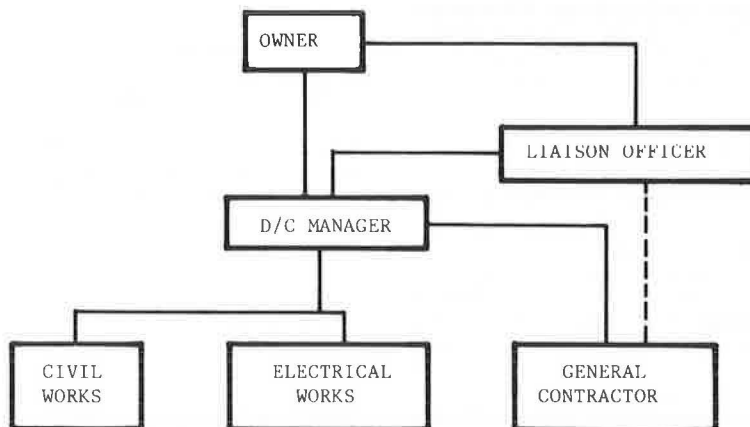 OWNER
LIAISON OFFICER
D/C MANAGER
CIVIL
WORKS
ELECTRICAL
WORKS
GENERAL
CONTRACTOR